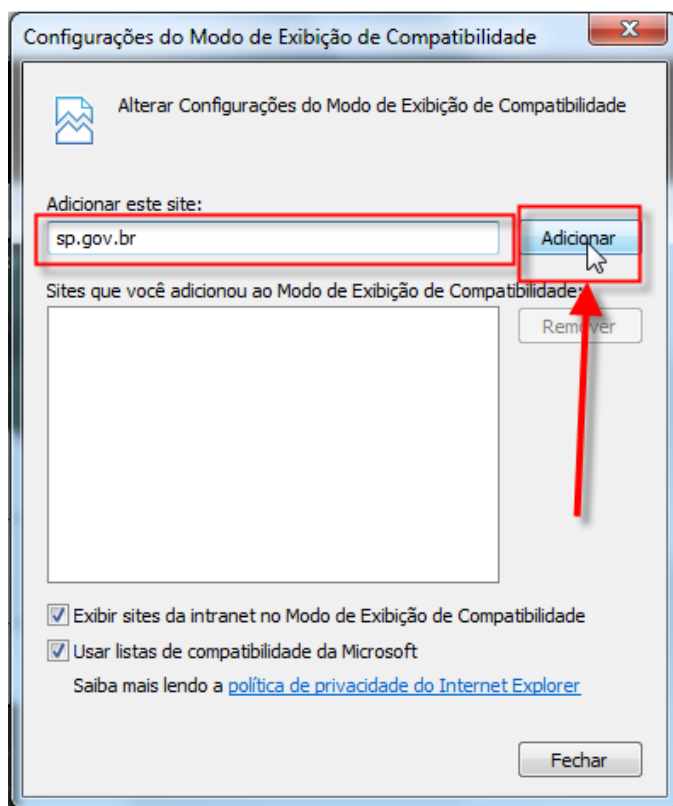 Configurações do Modo de Exibição de Compatibilidade
Alterar Configurações do Modo de Exibição de Compatibilidade
Adicionar este site:
sp.gov.br
Adicionar
Sites que você adicionou ao Modo de Exibição de Compatibilidade:
Remover
Exibir sites da intranet no Modo de Exibição de Compatibilidade
Usar listas de compatibilidade da Microsoft
Saiba mais lendo a política de privacidade do Internet Explorer
Fechar